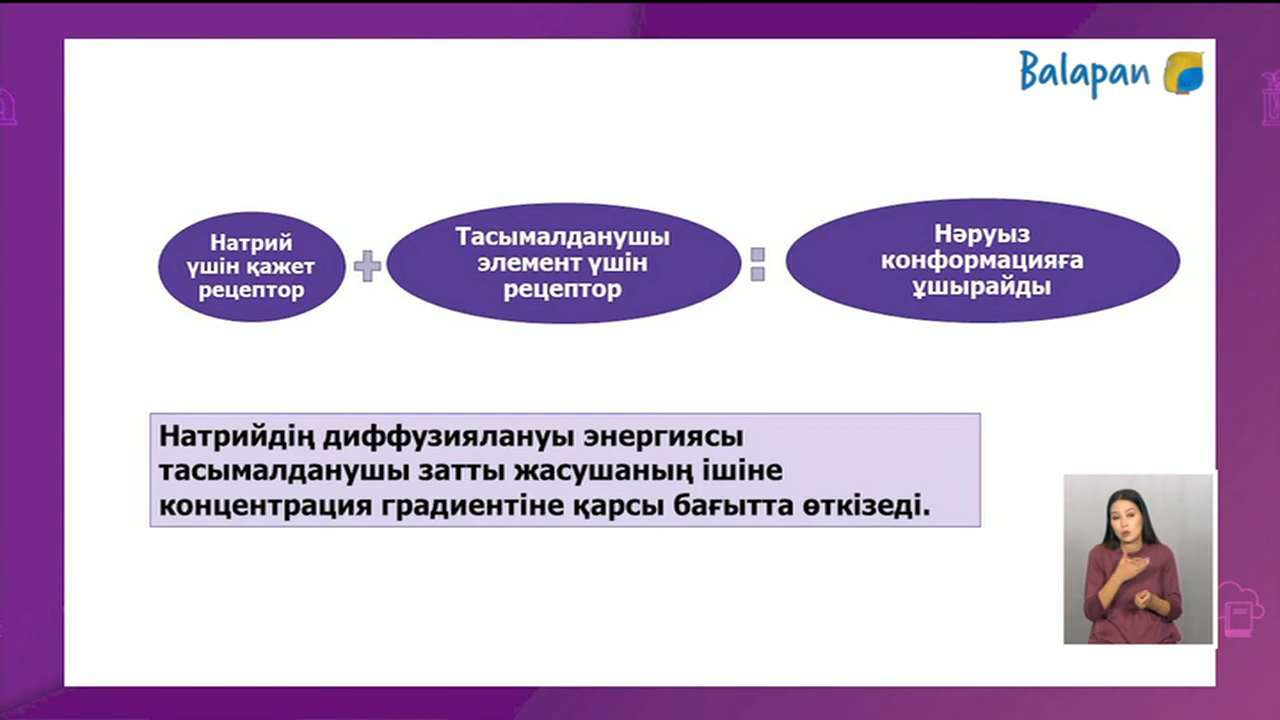 Balapan
Натрий
үшін қажет
рецептор
Тасымалданушы
элемент үшін
рецептор
Нәруыз
конформацияға
ұшырайды
Натрийдің диффузиялануы энергиясы
тасымалданушы затты жасушаның ішіне
концентрация градиентіне қарсы бағытта өткізеді.